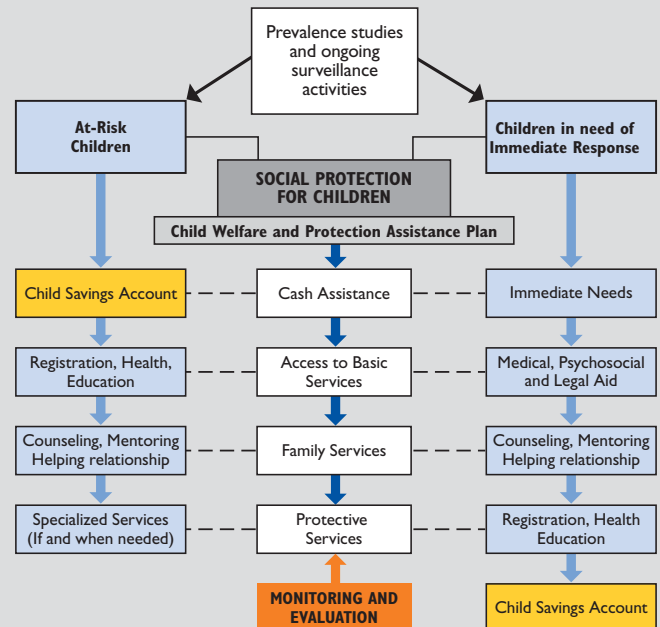 Prevalence studies
and ongoing
surveillance
activities
At-Risk
Children
Children in need of
Immediate Response
SOCIAL PROTECTION
FOR CHILDREN
Child Welfare and Protection Assistance Plan
Child Savings Account
Cash Assistance
Immediate Needs
Registration, Health,
Education
Access to Basic
Services
Medical, Psychosocial
and Legal Aid
Counseling, Mentoring
Helping relationship
Family Services
Counseling, Mentoring
Helping relationship
Specialized Services
(If and when needed)
Protective
Services
Registration, Health
Education
MONITORING AND
EVALUATION
Child Savings Account